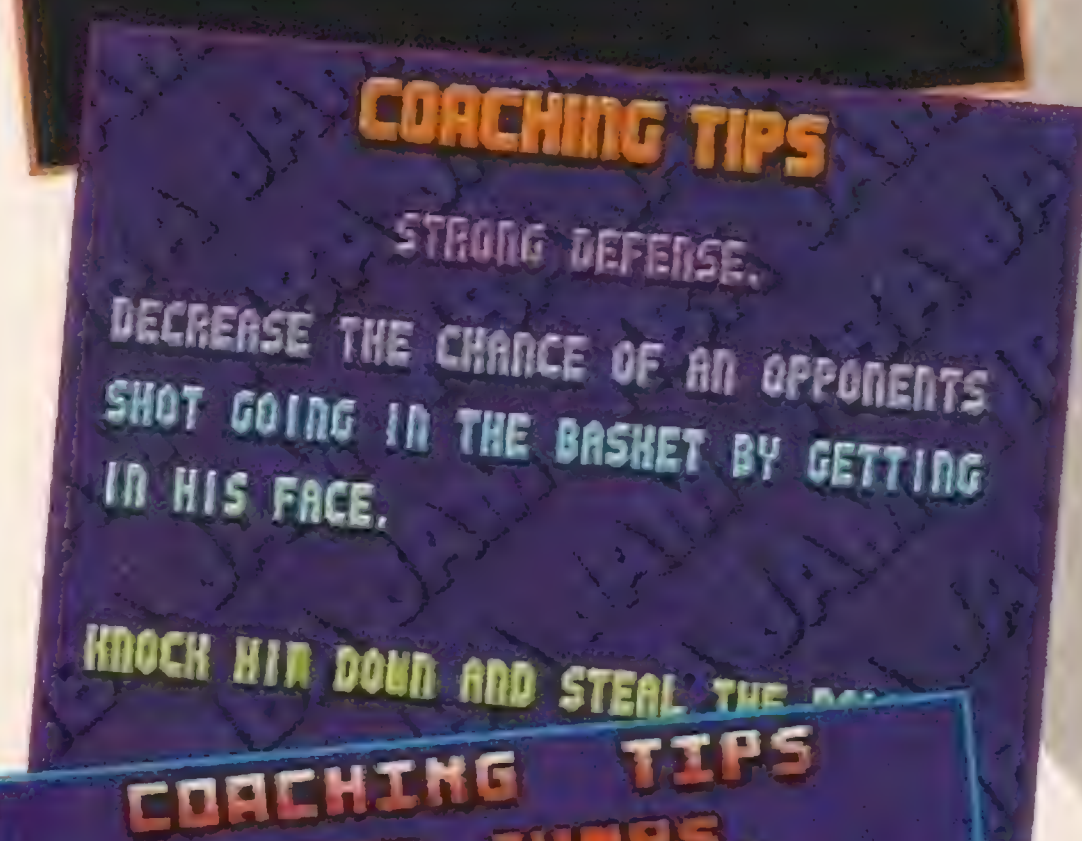 COACHING TIPS
STRONG DEFENSE.
DECREASE THE CHANCE OF AN OPPONENTS
SHOT GOING IN THE BASKET BY GETTING
IN HIS FACE.
KNOCK HIM DOWN AND STEAL THE
COACHING TIPS